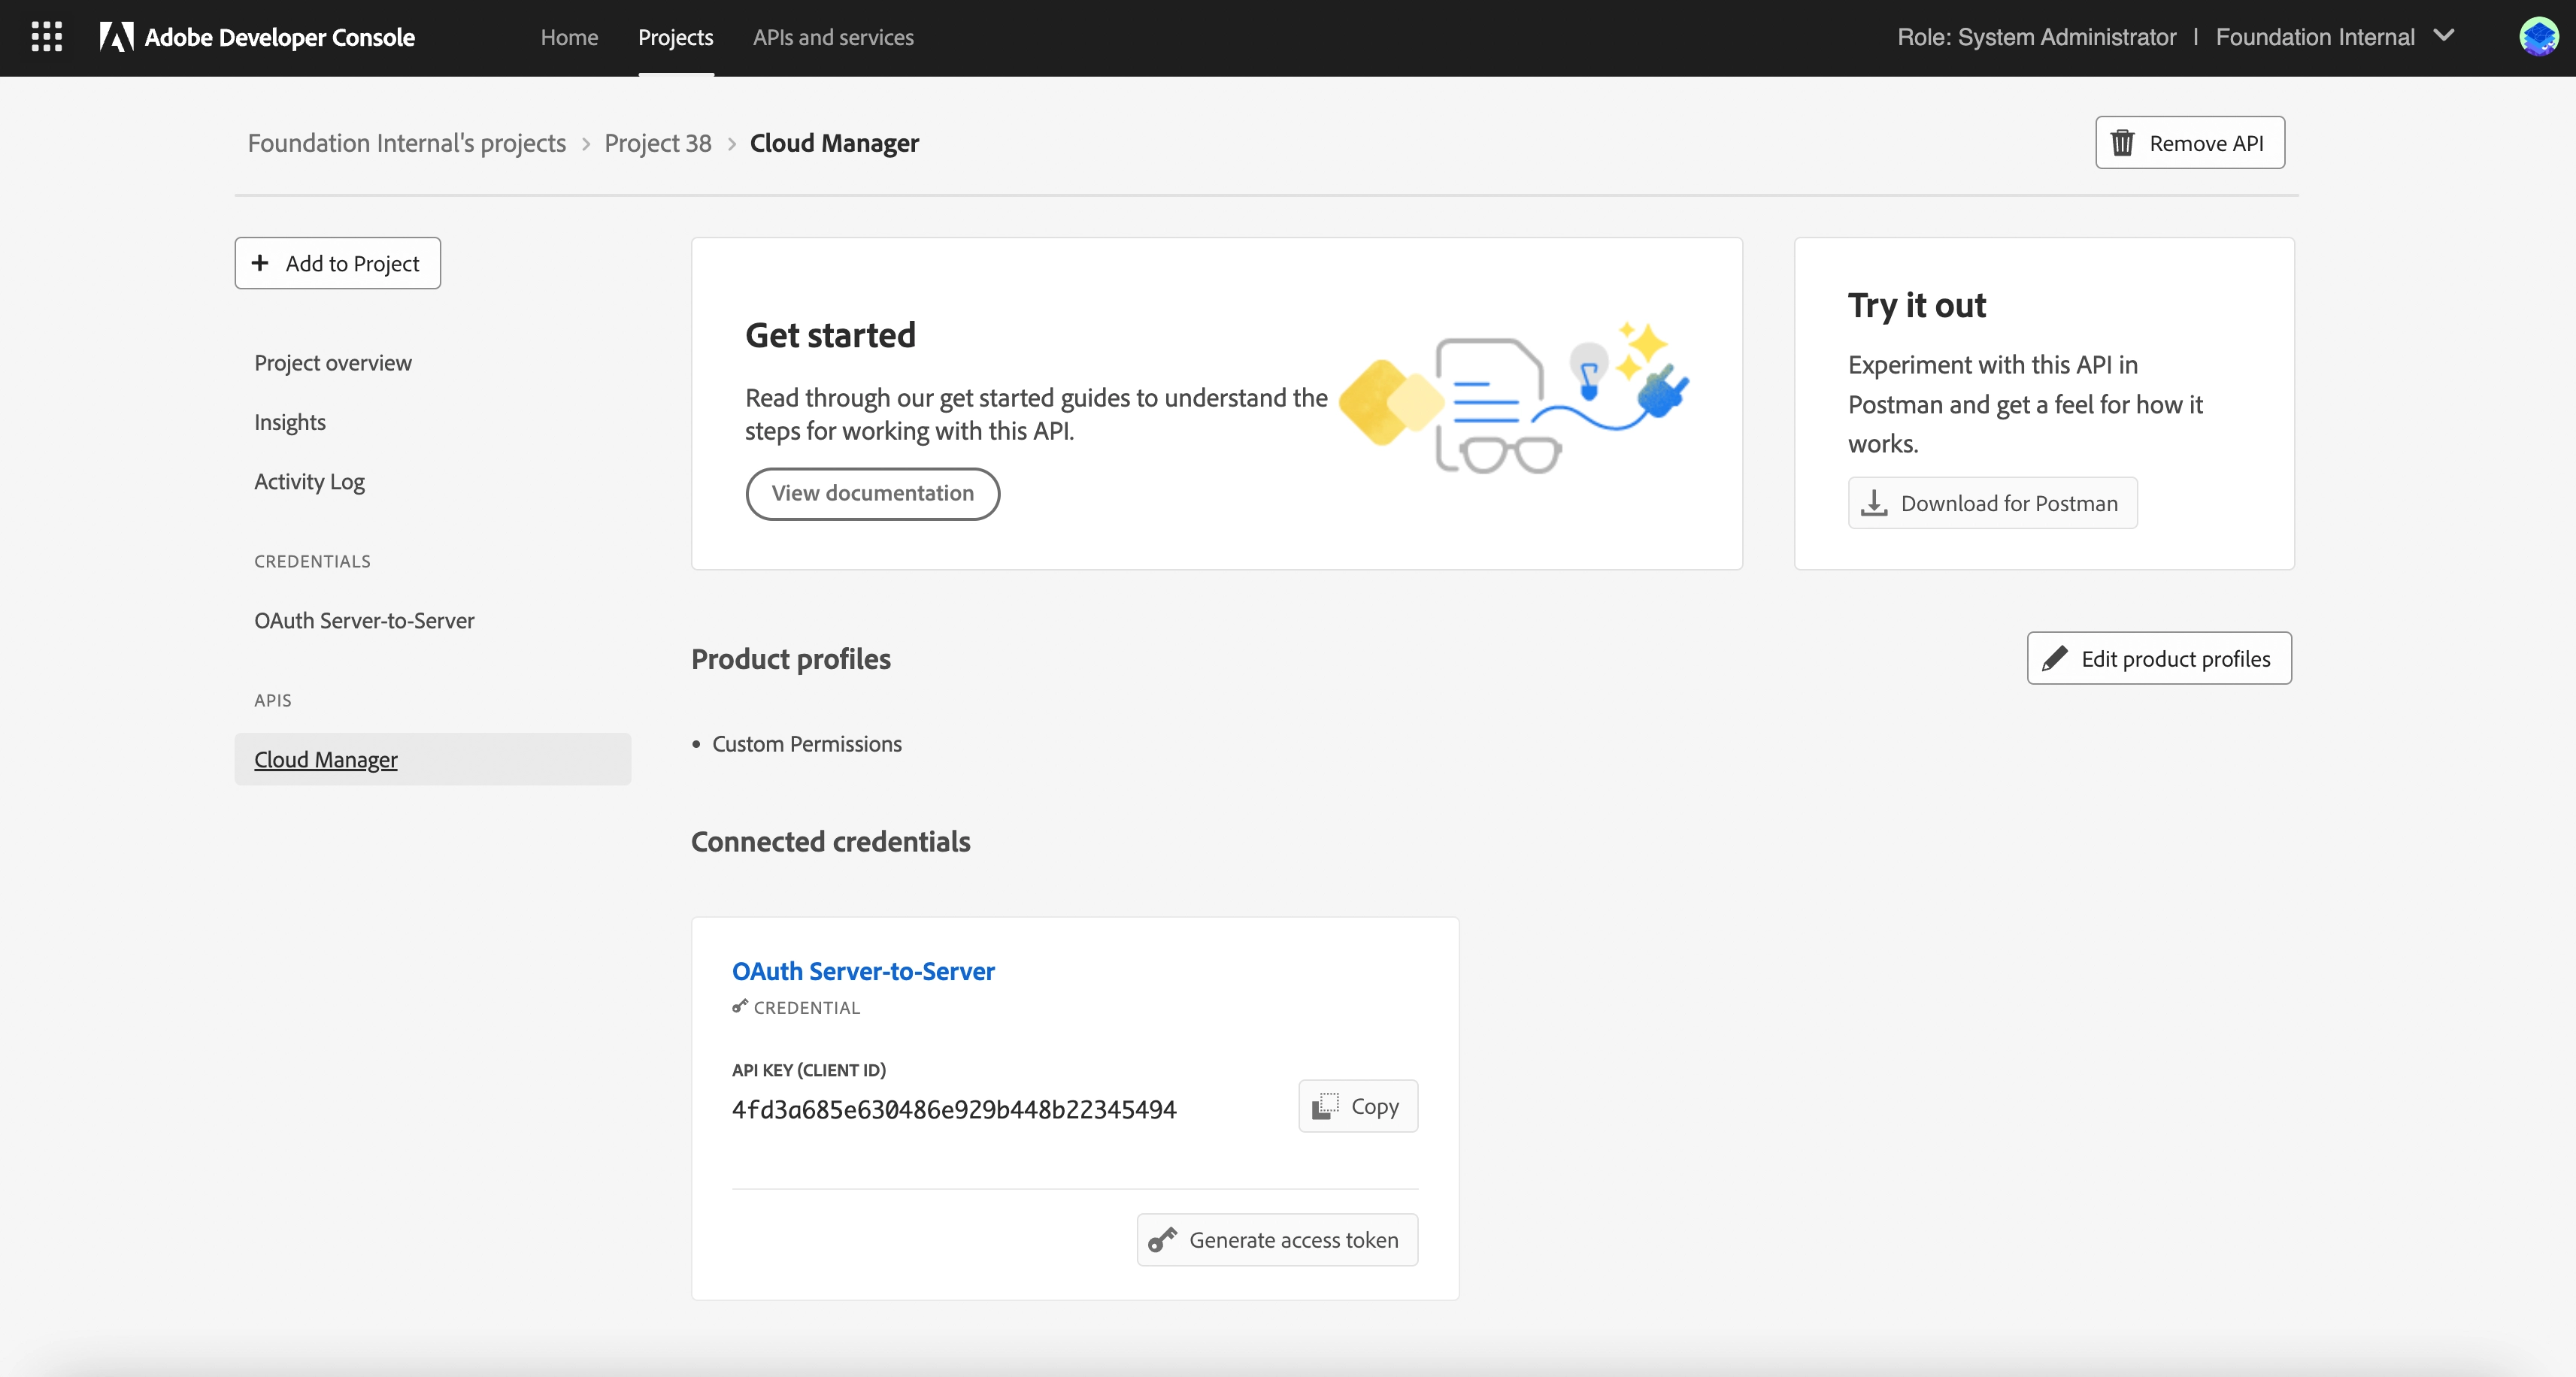 Adobe Developer Console
Home
Projects
APIs and services
Role: System Administrator | Foundation Internal
Foundation Internal's projects > Project 38 > Cloud Manager
Remove API
+ Add to Project
Project overview
Insights
Activity Log
CREDENTIALS
OAuth Server-to-Server
APIS
Cloud Manager
Get started
Read through our get started guides to understand the
steps for working with this API.
View documentation
Try it out
Experiment with this API in
Postman and get a feel for how it
works.
Download for Postman
Product profiles
Edit product profiles
• Custom Permissions
Connected credentials
OAuth Server-to-Server
CREDENTIAL
API KEY (CLIENT ID)
4fd3a685e630486e929b448b22345494
Copy
Generate access token